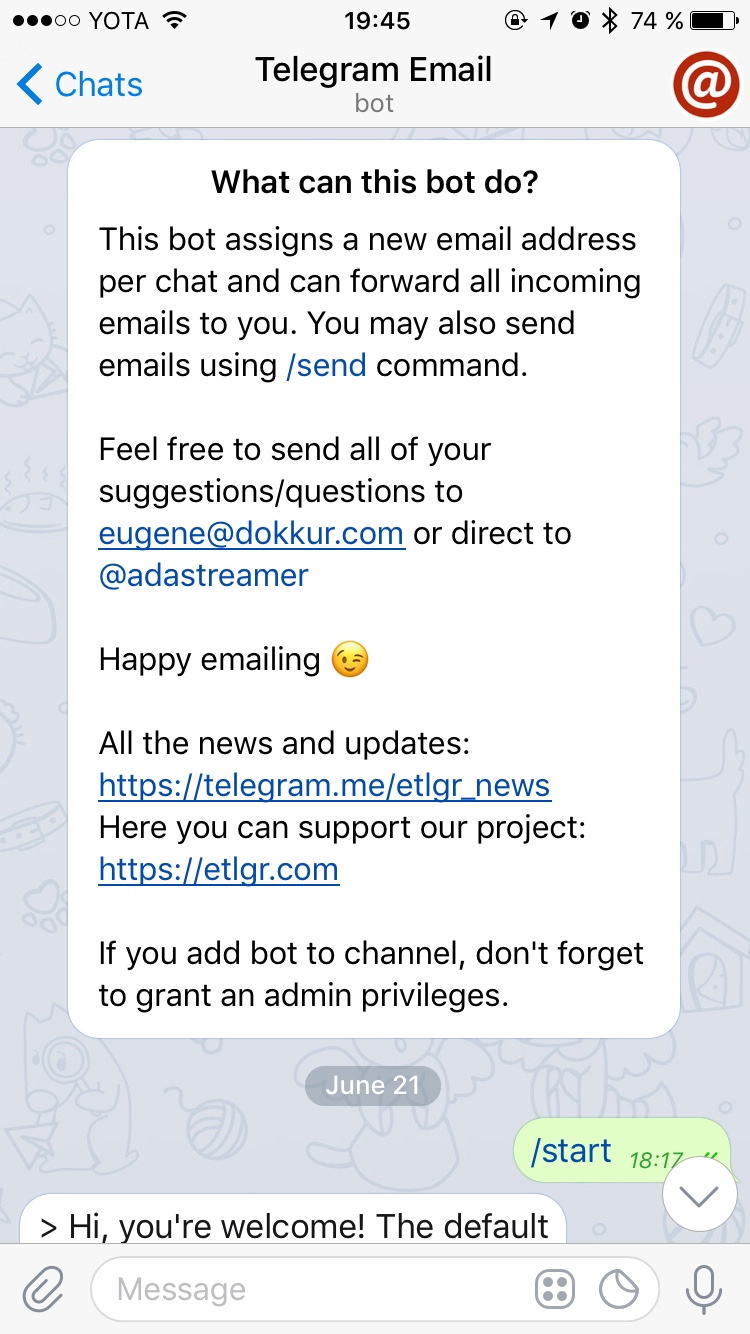 YOTA 19:45 74 %
Chats Telegram Email
bot
What can this bot do?
This bot assigns a new email address
per chat and can forward all incoming
emails to you. You may also send
emails using /send command.
Feel free to send all of your
suggestions/questions to
eugene@dokkur.com or direct to
@adastreamer
Happy emailing 😉
All the news and updates:
https://telegram.me/etlgr_news
Here you can support our project:
https://etlgr.com
If you add bot to channel, don't forget
to grant an admin privileges.
June 21
/start 18:17
> Hi, you're welcome! The default
Message